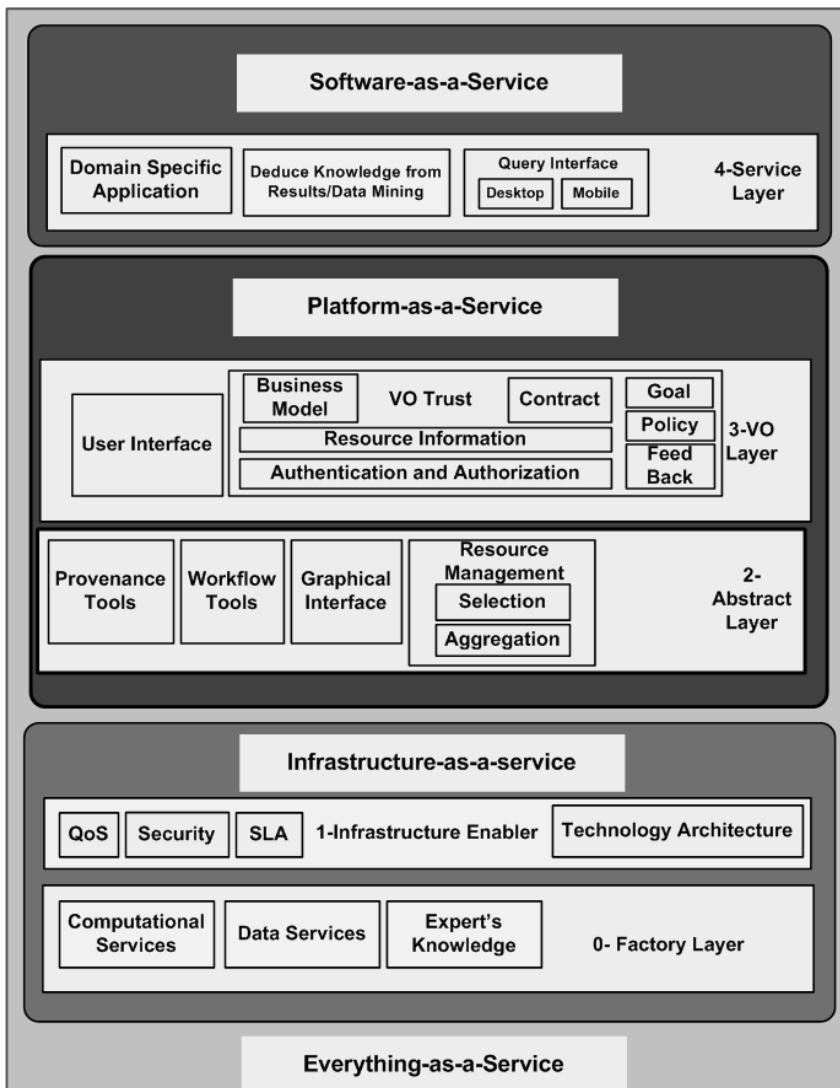 Software-as-a-Service
Domain Specific
Application
Deduce Knowledge from
Results/Data Mining
Query Interface
Desktop
Mobile
4-Service
Layer
Platform-as-a-Service
User Interface
Business
Model
VO Trust
Contract
Resource Information
Authentication and Authorization
Goal
Policy
Feed
Back
3-VO
Layer
Provenance
Tools
Workflow
Tools
Graphical
Interface
Resource
Management
Selection
Aggregation
2-
Abstract
Layer
Infrastructure-as-a-service
QoS
Security
SLA
1-Infrastructure Enabler
Technology Architecture
Computational
Services
Data Services
Expert's
Knowledge
0- Factory Layer
Everything-as-a-Service